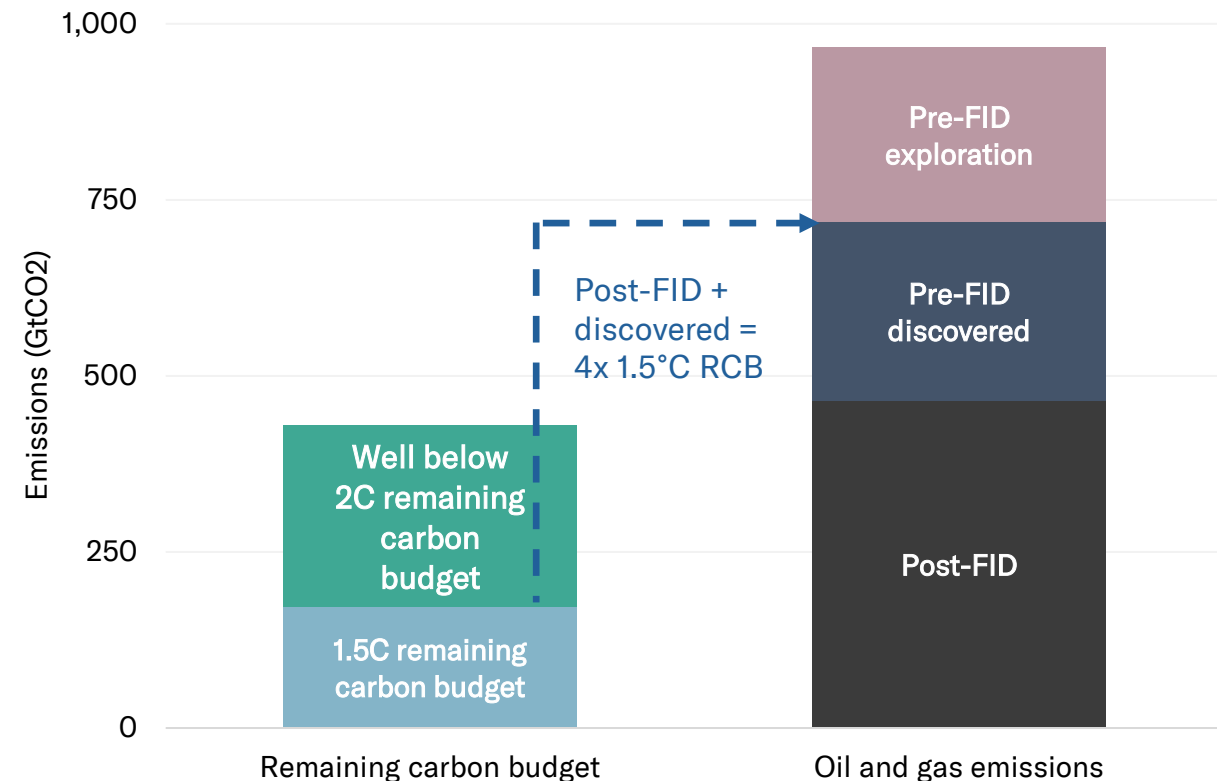 1,000
750
500
250
0
Emissions (GtCO2)
Well below
2C remaining
carbon
budget
1.5C remaining
carbon budget
Post-FID +
discovered =
4x 1.5°C RCB
Pre-FID
exploration
Pre-FID
discovered
Post-FID
Remaining carbon budget
Oil and gas emissions